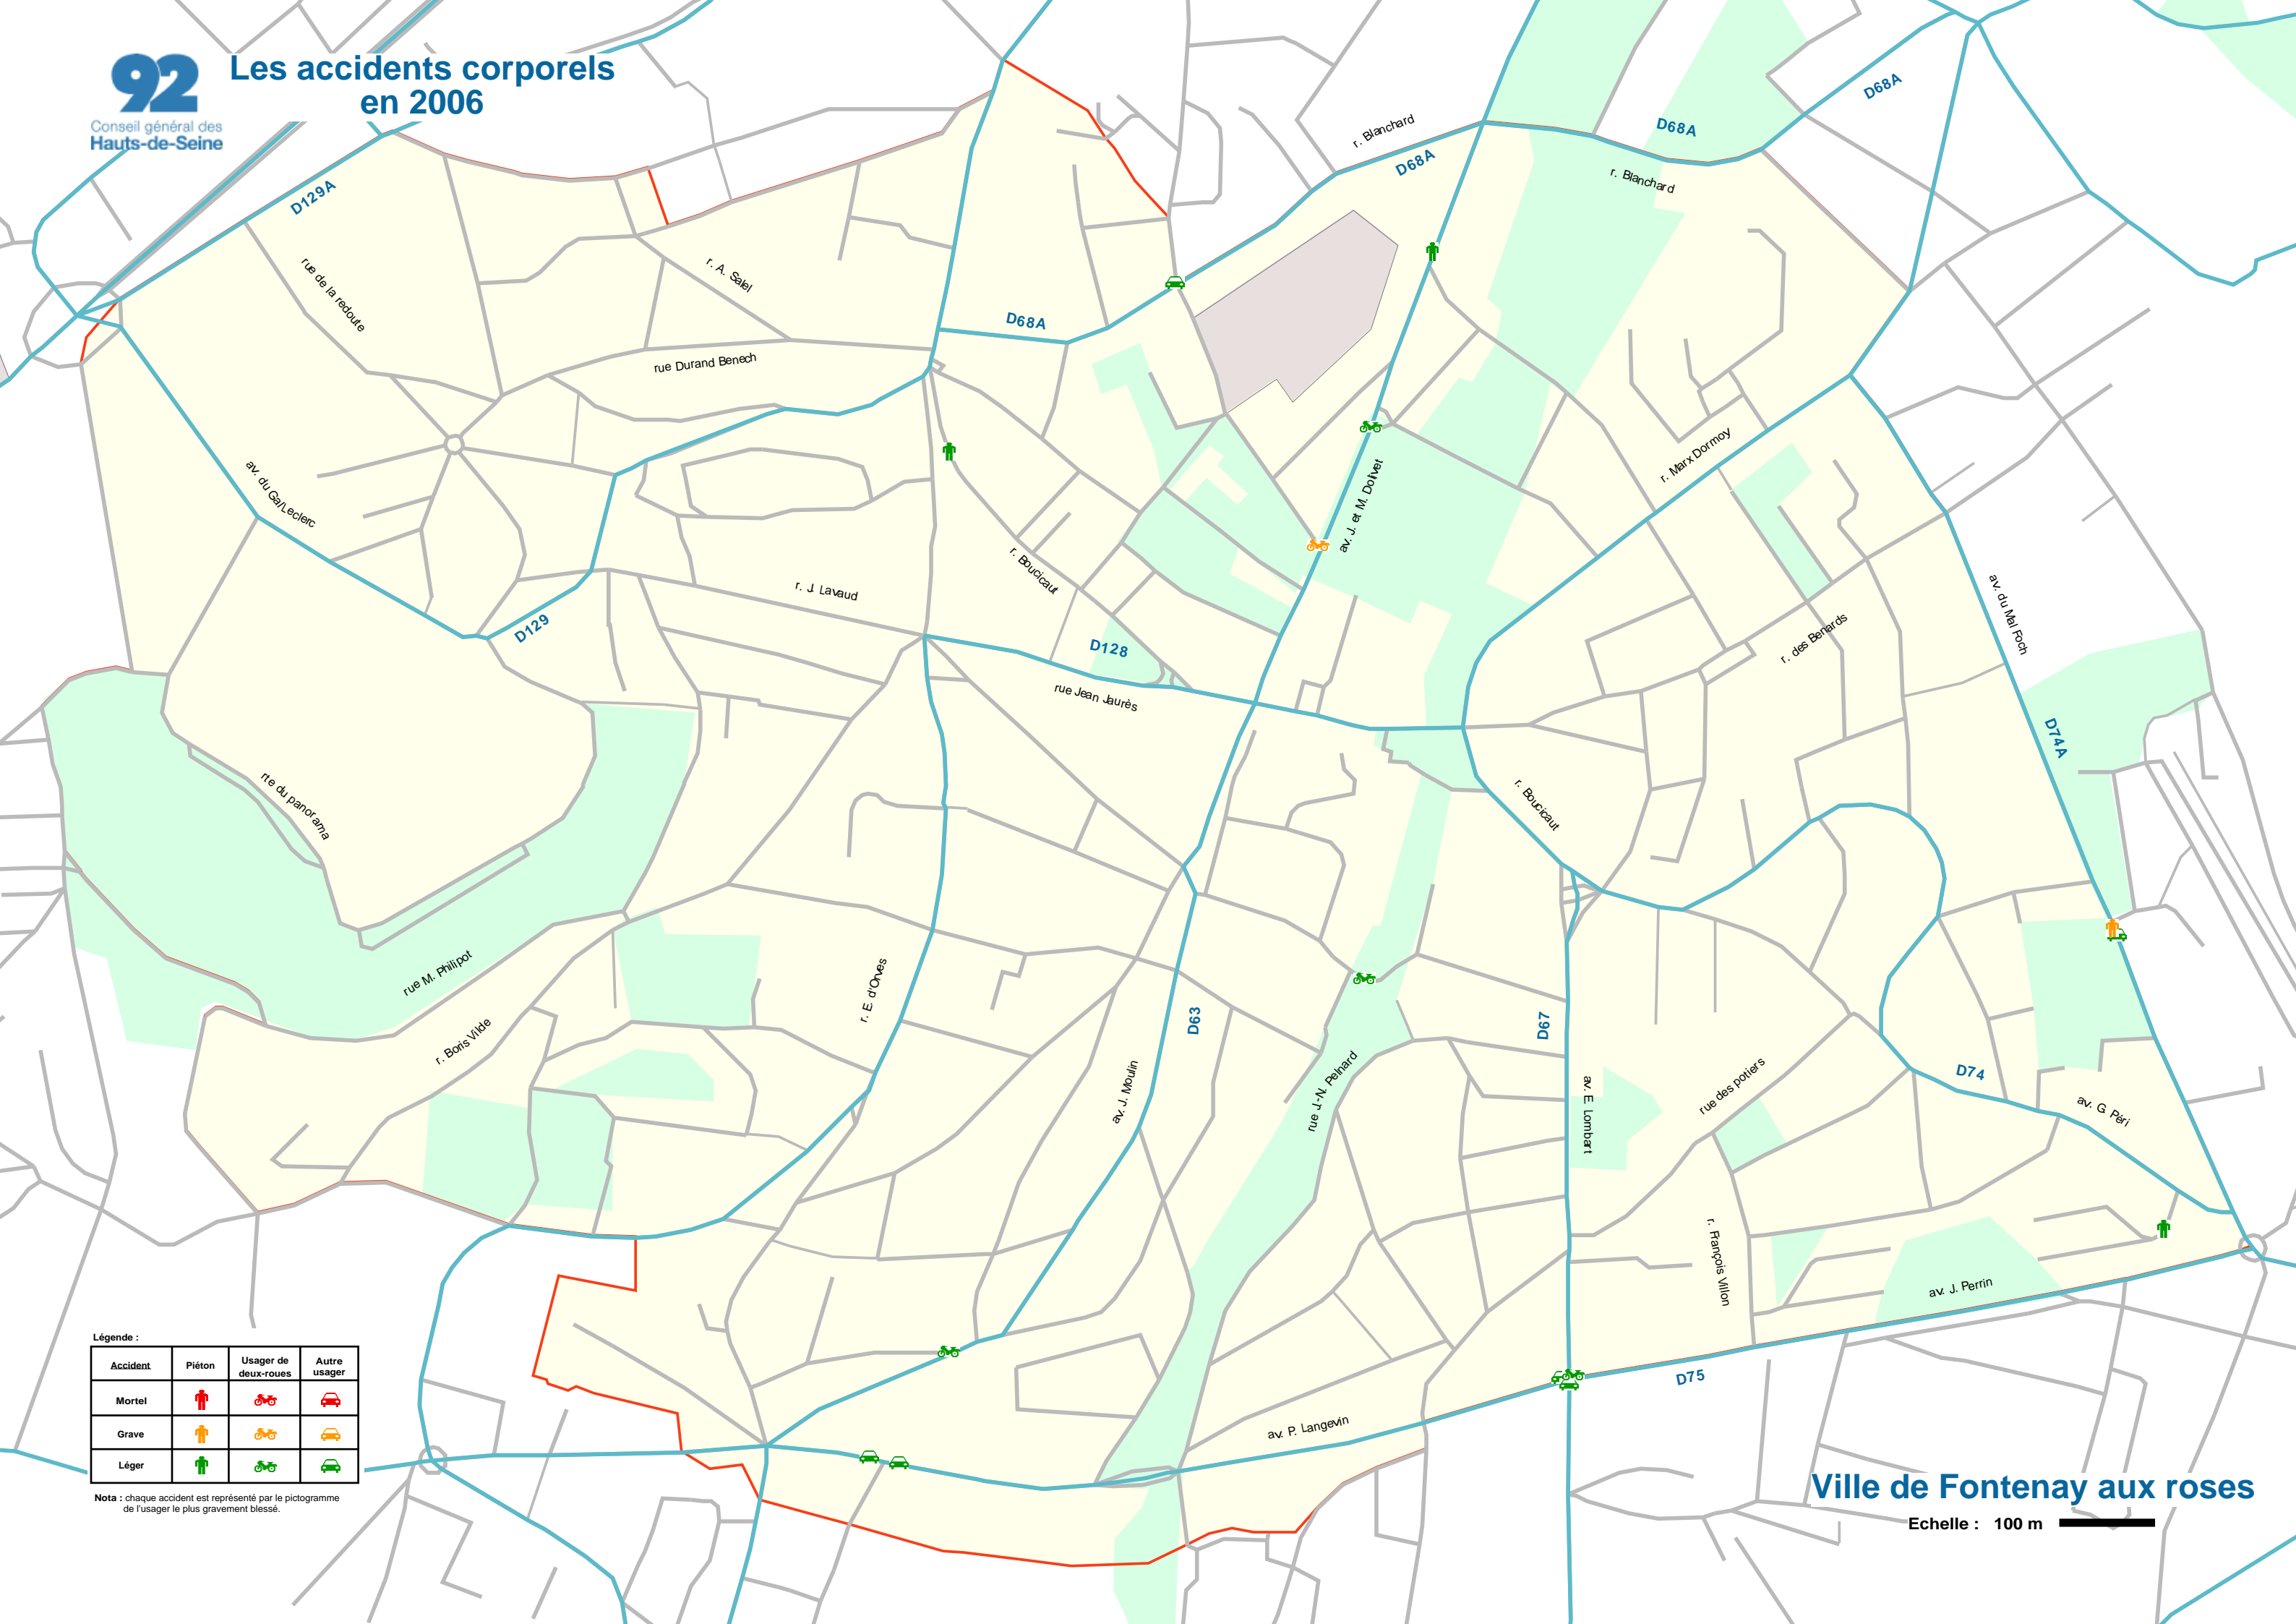 92
Conseil général des
Hauts-de-Seine
Les accidents corporels
en 2006
r. Blanchard
D68A
D68A
D68A
r. Blanchard
D129A
rue de la redoute
r. A. Salel
D68A
rue Durand Benech
av. du Gal Leclerc
r. Marx Dormoy
av. J. et M. Dolivet
r. Boucicaut
r. J. Lavaud
D129
D128
rue Jean Jaurès
r. des Benards
av. du Mal Foch
D74A
rte du panorama
r. Boucicaut
rue M. Philipot
r. E. d'Orves
r. Boris Vilde
D63
D67
av. J. Moulin
rue J.-N. Pelnard
av. E. Lombart
rue des potiers
D74
av. G. Péri
r. François Villon
av. J. Perrin
D75
av. P. Langevin
Légende :
Accident Piéton Usager de deux-roues Autre usager
Mortel
Grave
Léger
Nota : chaque accident est représenté par le pictogramme
de l'usager le plus gravement blessé.
Ville de Fontenay aux roses
Echelle : 100 m